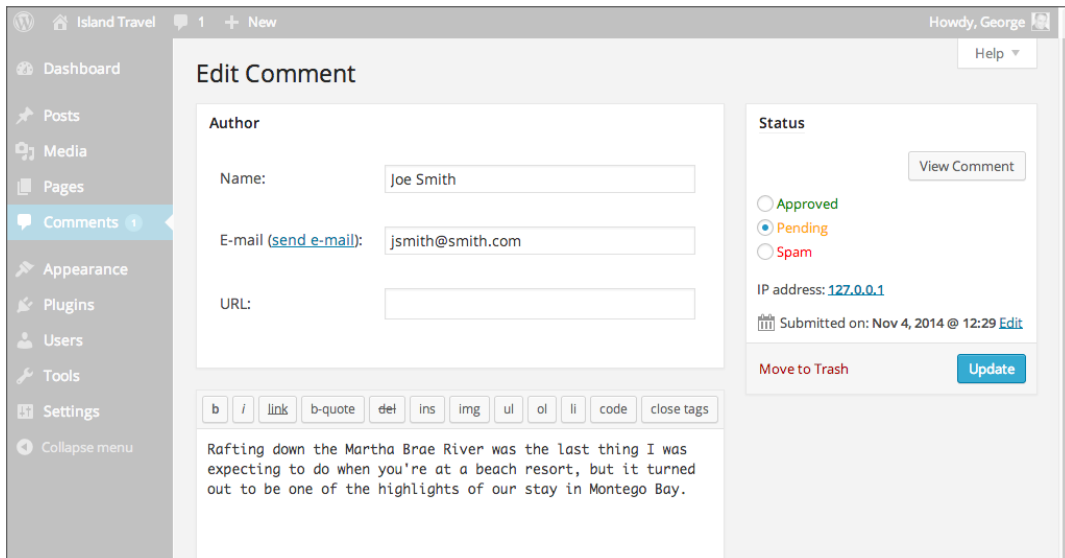 Island Travel 1 + New Howdy, George
Help
Dashboard
Posts
Media
Pages
Comments 1
Appearance
Plugins
Users
Tools
Settings
Collapse menu
Edit Comment
Author
Name: Joe Smith
E-mail (send e-mail): jsmith@smith.com
URL:
b i link b-quote del ins img ul ol li code close tags
Rafting down the Martha Brae River was the last thing I was
expecting to do when you're at a beach resort, but it turned
out to be one of the highlights of our stay in Montego Bay.
Status
View Comment
Approved
Pending
Spam
IP address: 127.0.0.1
Submitted on: Nov 4, 2014 @ 12:29 Edit
Move to Trash Update